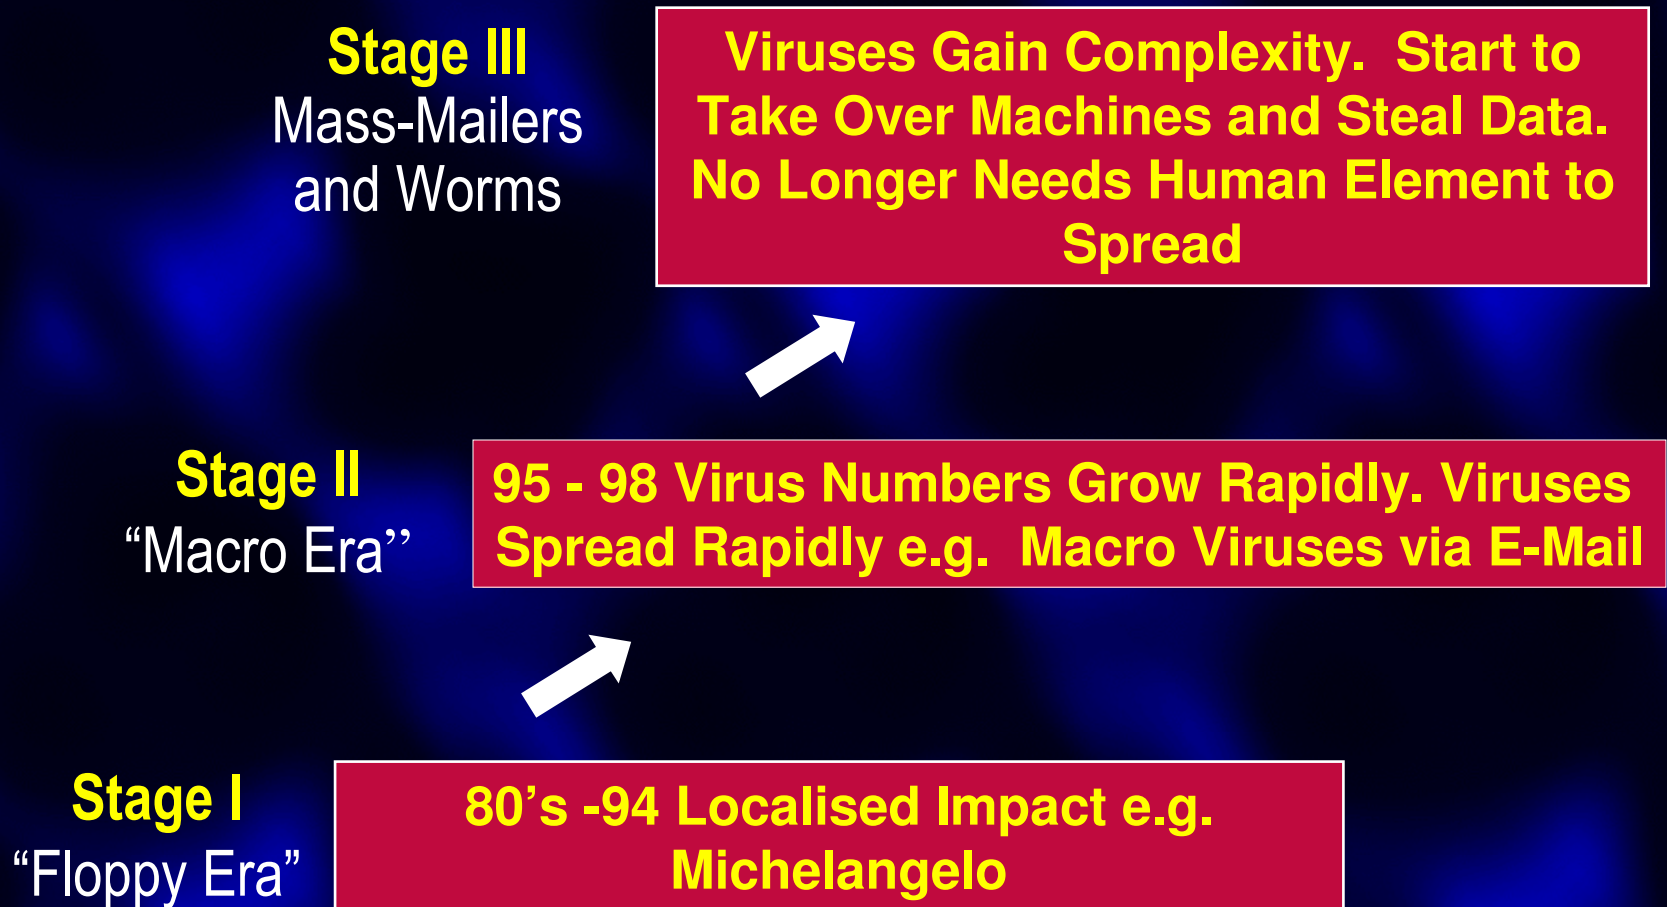 Stage III
Mass-Mailers
and Worms
Viruses Gain Complexity.  Start to
Take Over Machines and Steal Data.
No Longer Needs Human Element to
Spread
Stage II
“Macro Era”
95 - 98 Virus Numbers Grow Rapidly. Viruses
Spread Rapidly e.g.  Macro Viruses via E-Mail
Stage I
“Floppy Era”
80’s -94 Localised Impact e.g.
Michelangelo